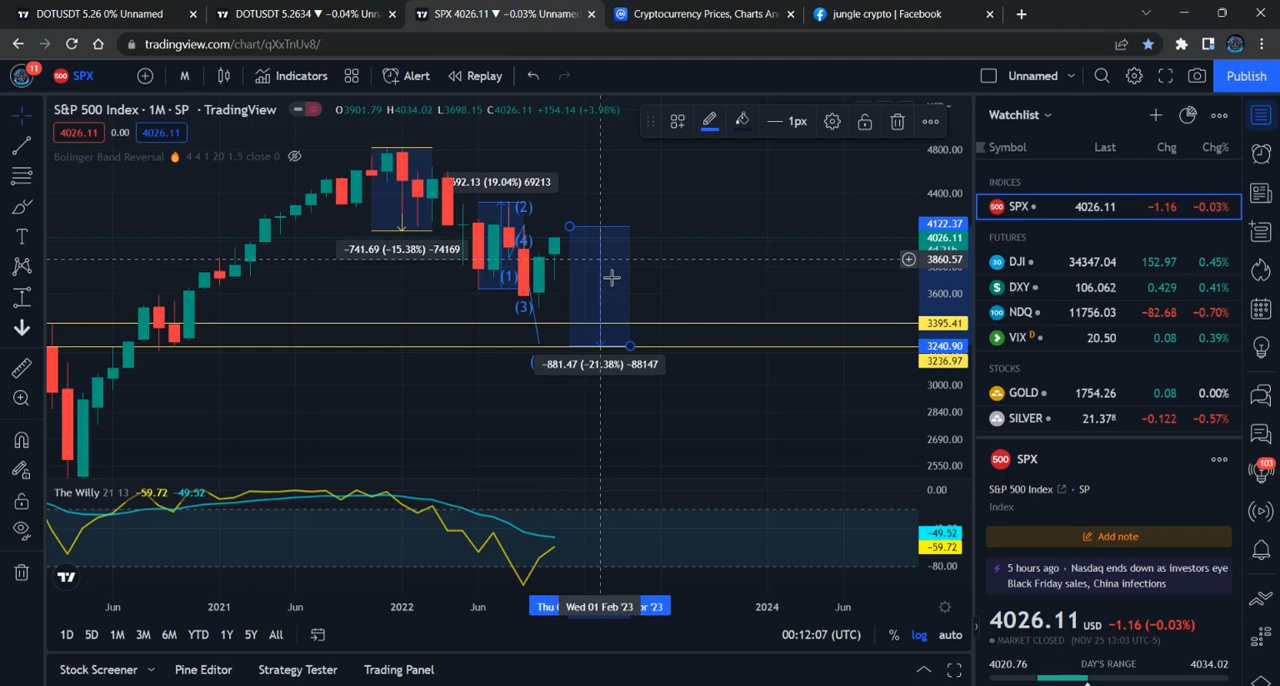 DOTUSDT 5.26 0% Unnamed
DOTUSDT 5.2634 ▼ −0.04% Unn
SPX 4026.11 ▼ −0.03% Unnamed
Cryptocurrency Prices, Charts An
jungle crypto | Facebook
tradingview.com/chart/qXxTnUv8/
11
500 SPX
M
Indicators
Alert
Replay
Unnamed
Publish
S&P 500 Index · 1M · SP · TradingView
O3901.79 H4034.02 L3698.15 C4026.11 +154.14 (+3.98%)
4026.11 0.00 4026.11
Bolinger Band Reversal 4 4 1 20 1.5 close 0
1px
692.13 (19.04%) 69213
−741.69 (−15.38%) −74169
(2)
(4)
(1)
(3)
−881.47 (−21.38%) −88147
4800.00
4400.00
4122.37
4026.11
3860.57
3600.00
3395.41
3240.90
3236.97
3000.00
2840.00
2690.00
2550.00
The Willy 21 13 −59.72 −49.52
0.00
−49.52
−59.72
−80.00
Jun 2021 Jun 2022 Jun Thu Wed 01 Feb '23 pr '23 2024 Jun
1D 5D 1M 3M 6M YTD 1Y 5Y All
00:12:07 (UTC) % log auto
Stock Screener Pine Editor Strategy Tester Trading Panel
Watchlist
Symbol Last Chg Chg%
INDICES
500 SPX 4026.11 −1.16 −0.03%
FUTURES
30 DJI 34347.04 152.97 0.45%
DXY 106.062 0.429 0.41%
100 NDQ 11756.03 −82.68 −0.70%
VIX D 20.50 0.08 0.39%
STOCKS
GOLD 1754.26 0.08 0.00%
SILVER 21.378 −0.122 −0.57%
500 SPX
S&P 500 Index · SP
Index
Add note
5 hours ago · Nasdaq ends down as investors eye
Black Friday sales, China infections
4026.11 USD −1.16 (−0.03%)
MARKET CLOSED (NOV 25 13:03 UTC-5)
4020.76 DAY'S RANGE 4034.02
103